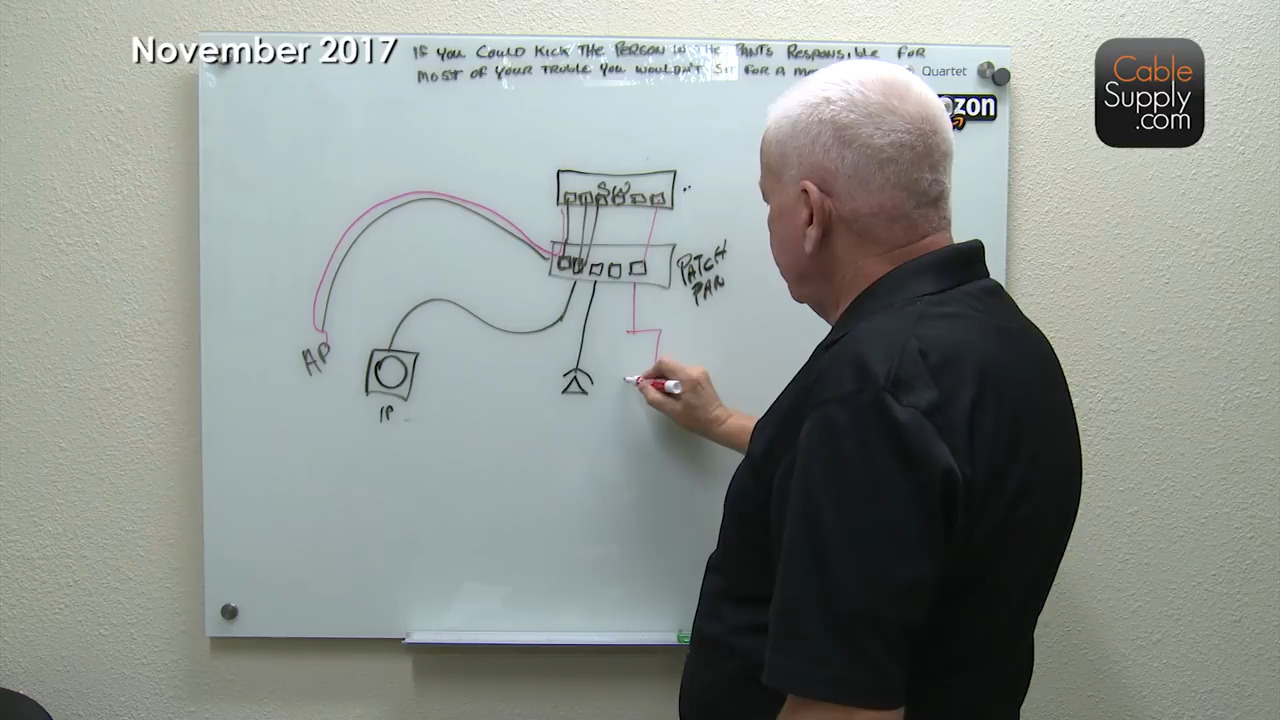 November 2017
IF YOU COULD KICK THE PERSON IN THE PANTS RESPONSIBLE FOR
MOST OF YOUR TROUBLE YOU WOULDN'T SIT FOR A
Quartet
zon
Cable
Supply
.com
SW
PATCH
PAN
AP
IP